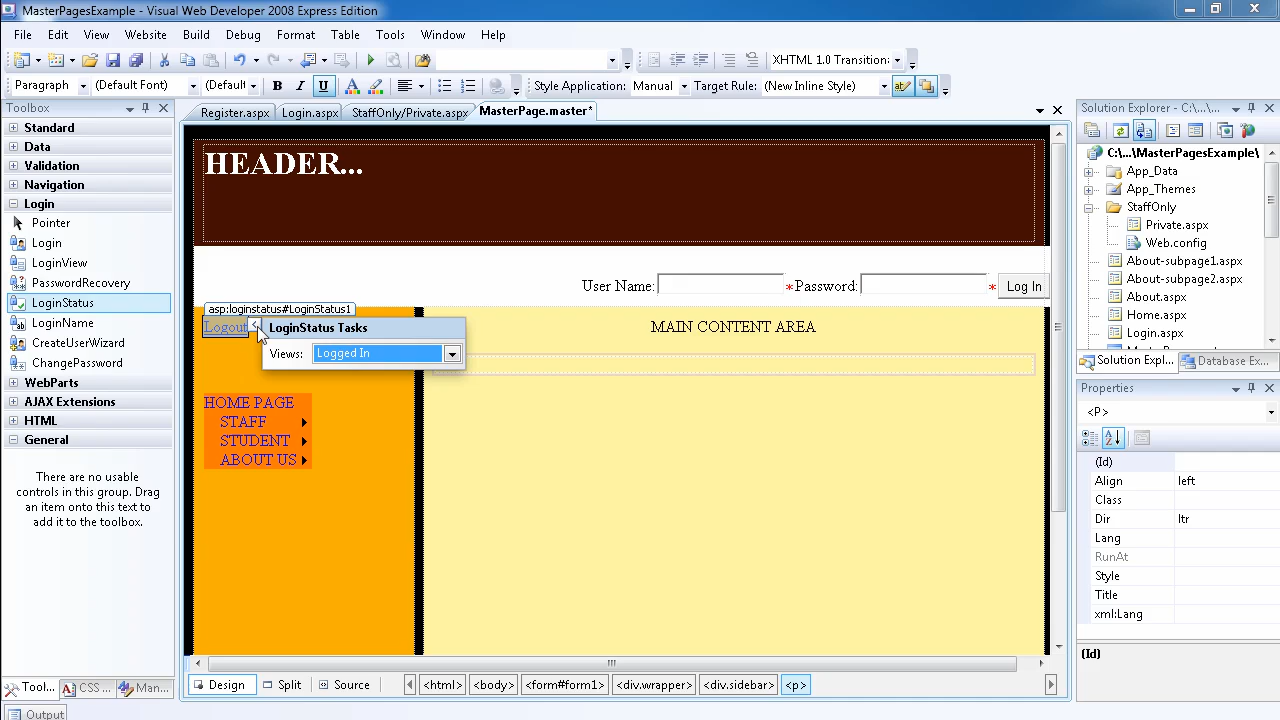 MasterPagesExample - Visual Web Developer 2008 Express Edition
File Edit View Website Build Debug Format Table Tools Window Help
XHTML 1.0 Transition
Paragraph (Default Font) (Default B I U A Style Application: Manual Target Rule: (New Inline Style)
Toolbox
Standard
Data
Validation
Navigation
Login
Pointer
Login
LoginView
PasswordRecovery
LoginStatus
LoginName
CreateUserWizard
ChangePassword
WebParts
AJAX Extensions
HTML
General
There are no usable
controls in this group. Drag
an item onto this text to
add it to the toolbox.
Tool... CSS ... Man...
Output
Register.aspx Login.aspx StaffOnly/Private.aspx MasterPage.master*
HEADER...
User Name: * Password: * Log In
asp:loginstatus#LoginStatus1
Logout
LoginStatus Tasks
Views: Logged In
MAIN CONTENT AREA
HOME PAGE
STAFF
STUDENT
ABOUT US
Design Split Source <html> <body> <form#form1> <div.wrapper> <div.sidebar> <p>
Solution Explorer - C:\...\...
C:\...\MasterPagesExample\
App_Data
App_Themes
StaffOnly
Private.aspx
Web.config
About-subpage1.aspx
About-subpage2.aspx
About.aspx
Home.aspx
Login.aspx
Solution Expl... Database Ex...
Properties
<P>
(Id)
Align left
Class
Dir ltr
Lang
RunAt
Style
Title
xml:Lang
(Id)